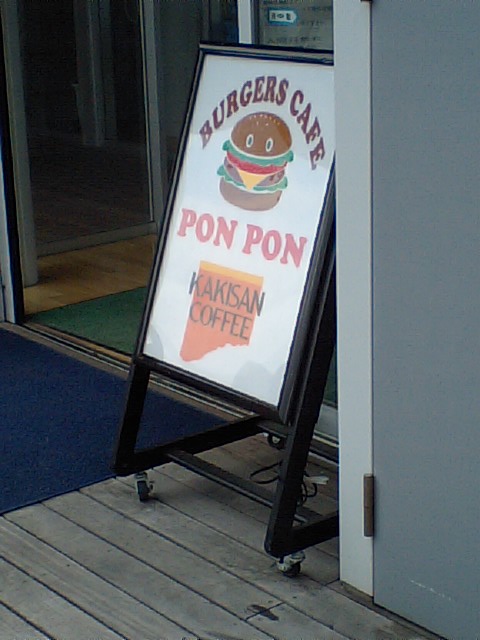 BURGERS CAFE
PON PON
KAKISAN
COFFEE